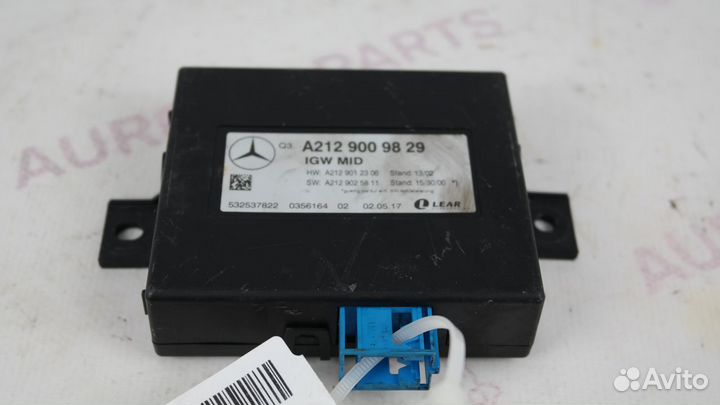 Q3 A212 900 98 29
IGW MID
HW: A212 901 23 06 Stand: 13/02
SW: A212 902 58 11 Stand: 15/30/00 *)
532537822 0356164 02 02.05.17 LEAR
PARTS
Avito